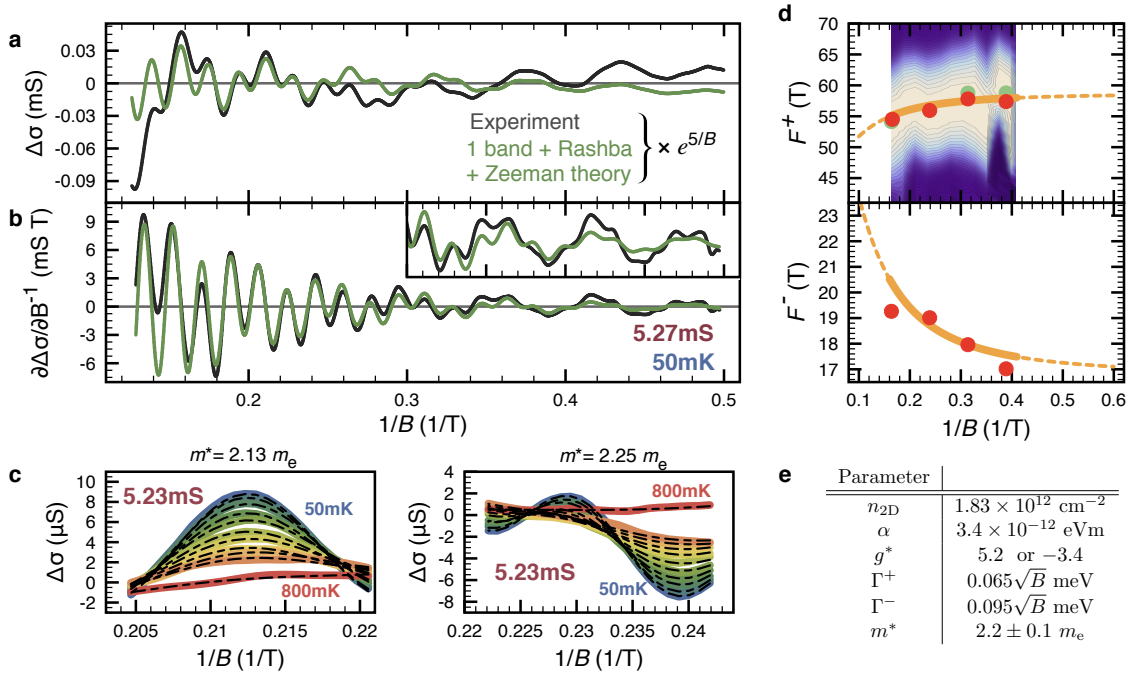 a
0.03
0
-0.03
-0.06
-0.09
Δσ (mS)
Experiment
1 band + Rashba
+ Zeeman theory
× e^{5/B}
b
9
6
3
0
-3
-6
∂Δσ/∂B⁻¹ (mS T)
5.27mS
50mK
0.2 0.3 0.4 0.5
1/B (1/T)
c
m* = 2.13 mₑ
10
8
6
4
2
0
-2
Δσ (µS)
5.23mS
50mK
800mK
0.205 0.21 0.215 0.22
1/B (1/T)
m* = 2.25 mₑ
4
2
0
-2
-4
-6
-8
Δσ (µS)
800mK
5.23mS
50mK
0.22 0.225 0.23 0.235 0.24
1/B (1/T)
d
70
65
60
55
50
45
F⁺ (T)
23
22
21
20
19
18
17
F⁻ (T)
0.1 0.2 0.3 0.4 0.5 0.6
1/B (1/T)
e
Parameter
n₂D 1.83 × 10¹² cm⁻²
α 3.4 × 10⁻¹² eVm
g* 5.2 or −3.4
Γ⁺ 0.065√B meV
Γ⁻ 0.095√B meV
m* 2.2 ± 0.1 mₑ